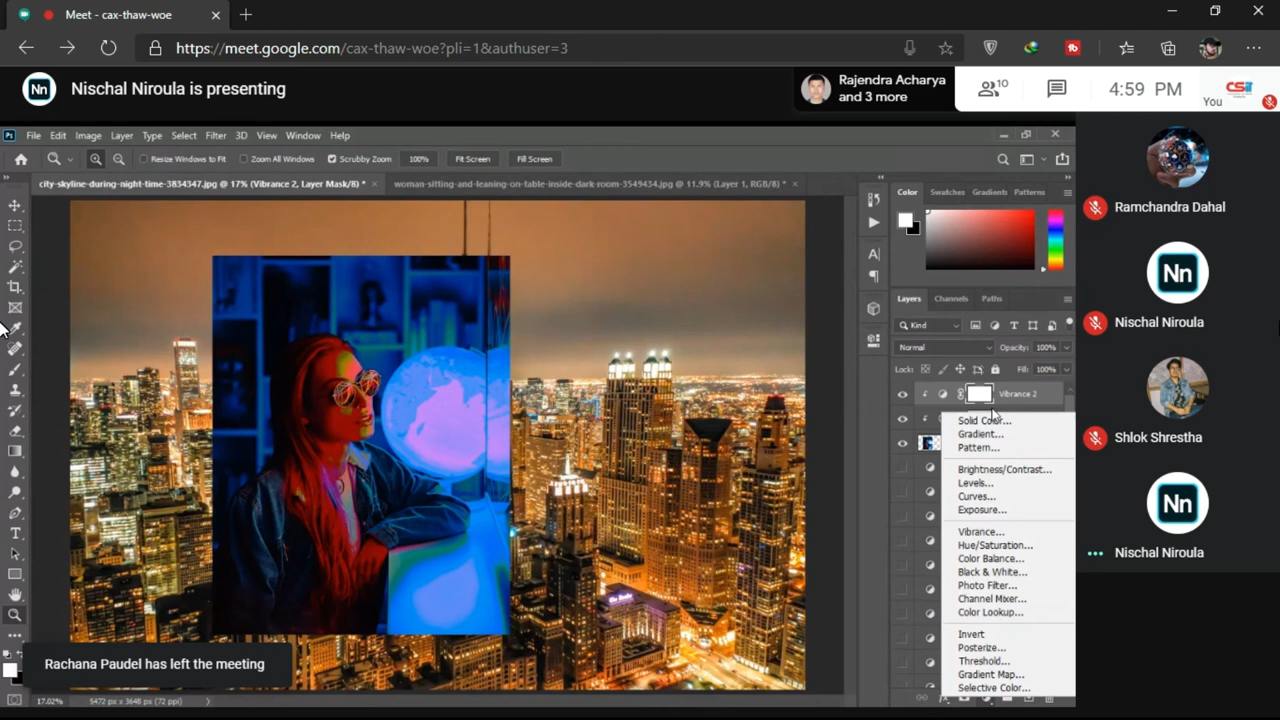 Meet - cax-thaw-woe
https://meet.google.com/cax-thaw-woe?pli=1&authuser=3
Nn
Nischal Niroula is presenting
Rajendra Acharya
and 3 more
10
4:59 PM
CSiT
You
Ps
File Edit Image Layer Type Select Filter 3D View Window Help
Resize Windows to Fit
Zoom All Windows
Scrubby Zoom
100%
Fit Screen
Fill Screen
city-skyline-during-night-time-3834347.jpg @ 17% (Vibrance 2, Layer Mask/8) *
woman-sitting-and-leaning-on-table-inside-dark-room-3549434.jpg @ 11.9% (Layer 1, RGB/8) *
Color Swatches Gradients Patterns
Layers Channels Paths
Kind
Normal
Opacity: 100%
Lock:
Fill: 100%
Vibrance 2
Solid Color...
Gradient...
Pattern...
Brightness/Contrast...
Levels...
Curves...
Exposure...
Vibrance...
Hue/Saturation...
Color Balance...
Black & White...
Photo Filter...
Channel Mixer...
Color Lookup...
Invert
Posterize...
Threshold...
Gradient Map...
Selective Color...
Ramchandra Dahal
Nn
Nischal Niroula
Shlok Shrestha
Nn
Nischal Niroula
Rachana Paudel has left the meeting
17.02%
5472 px x 3648 px (72 ppi)